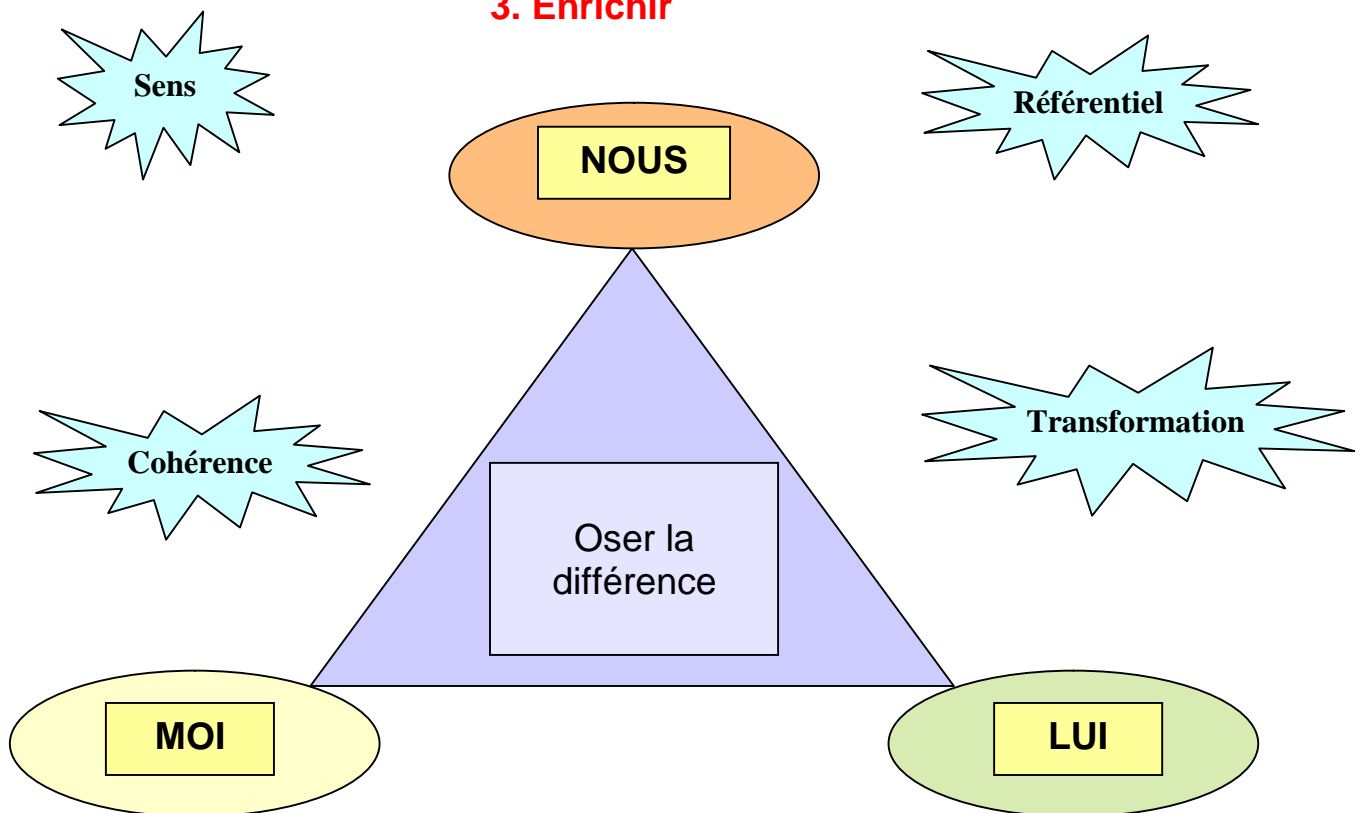 3. Enrichir
Sens
Référentiel
NOUS
Cohérence
Transformation
Oser la
différence
MOI
LUI